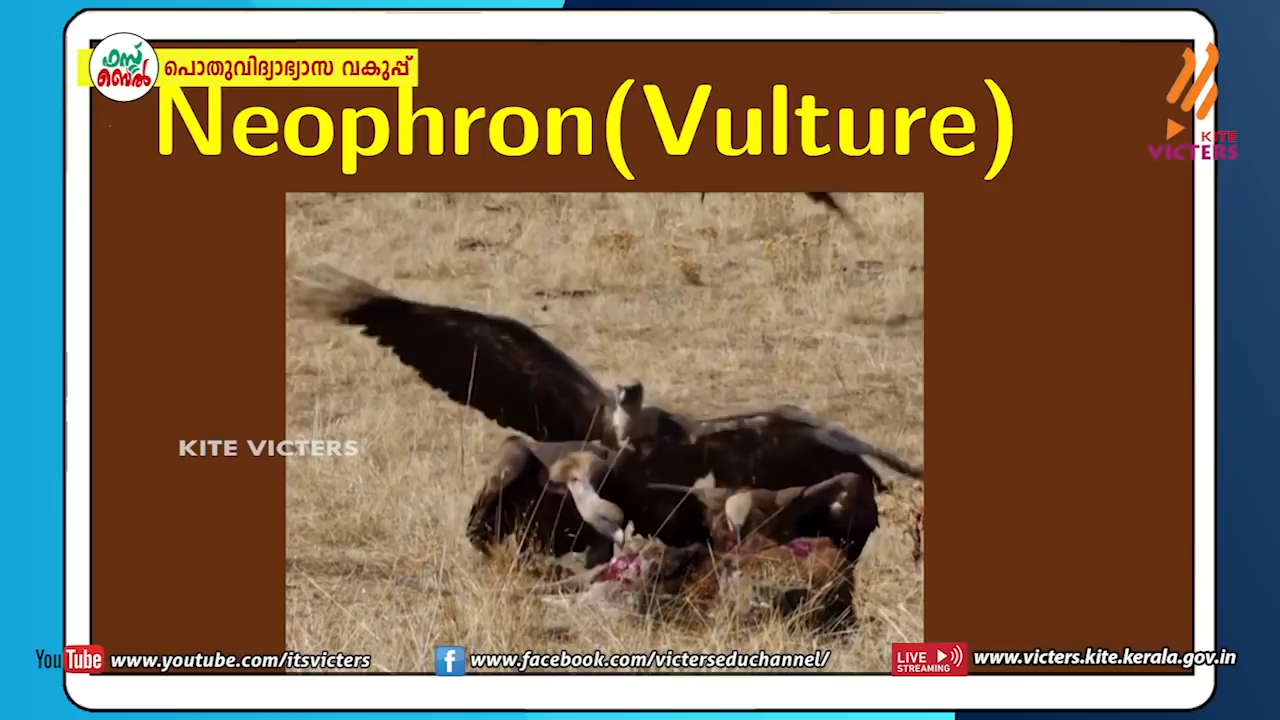 ഫസ്റ്റ്
ബെൽ
പൊതുവിദ്യാഭ്യാസ വകുപ്പ്
Neophron(Vulture)
KITE
VICTERS
KITE VICTERS
YouTube www.youtube.com/itsvicters
f www.facebook.com/victerseduchannel/
LIVE
STREAMING
www.victers.kite.kerala.gov.in